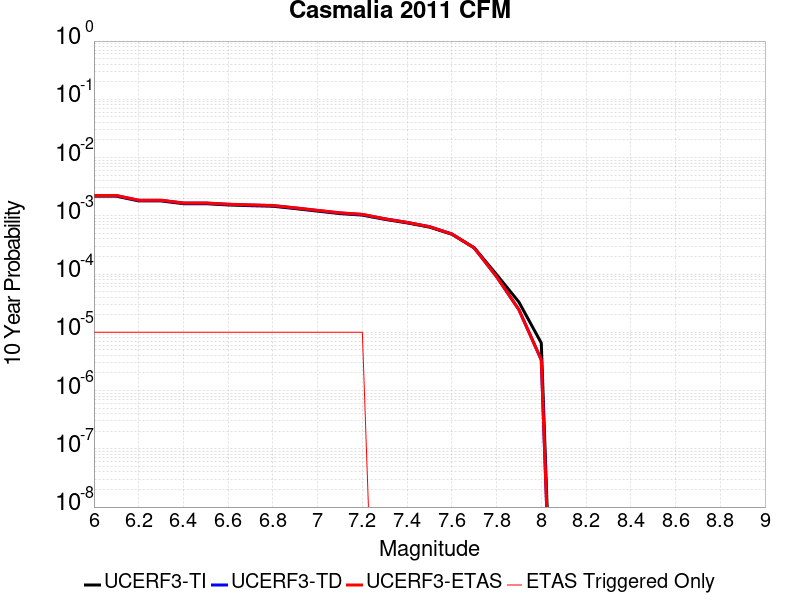 Casmalia 2011 CFM
10^0
10^-1
10^-2
10^-3
10^-4
10^-5
10^-6
10^-7
10^-8
10 Year Probability
6 6.2 6.4 6.6 6.8 7 7.2 7.4 7.6 7.8 8 8.2 8.4 8.6 8.8 9
Magnitude
UCERF3-TI UCERF3-TD UCERF3-ETAS ETAS Triggered Only